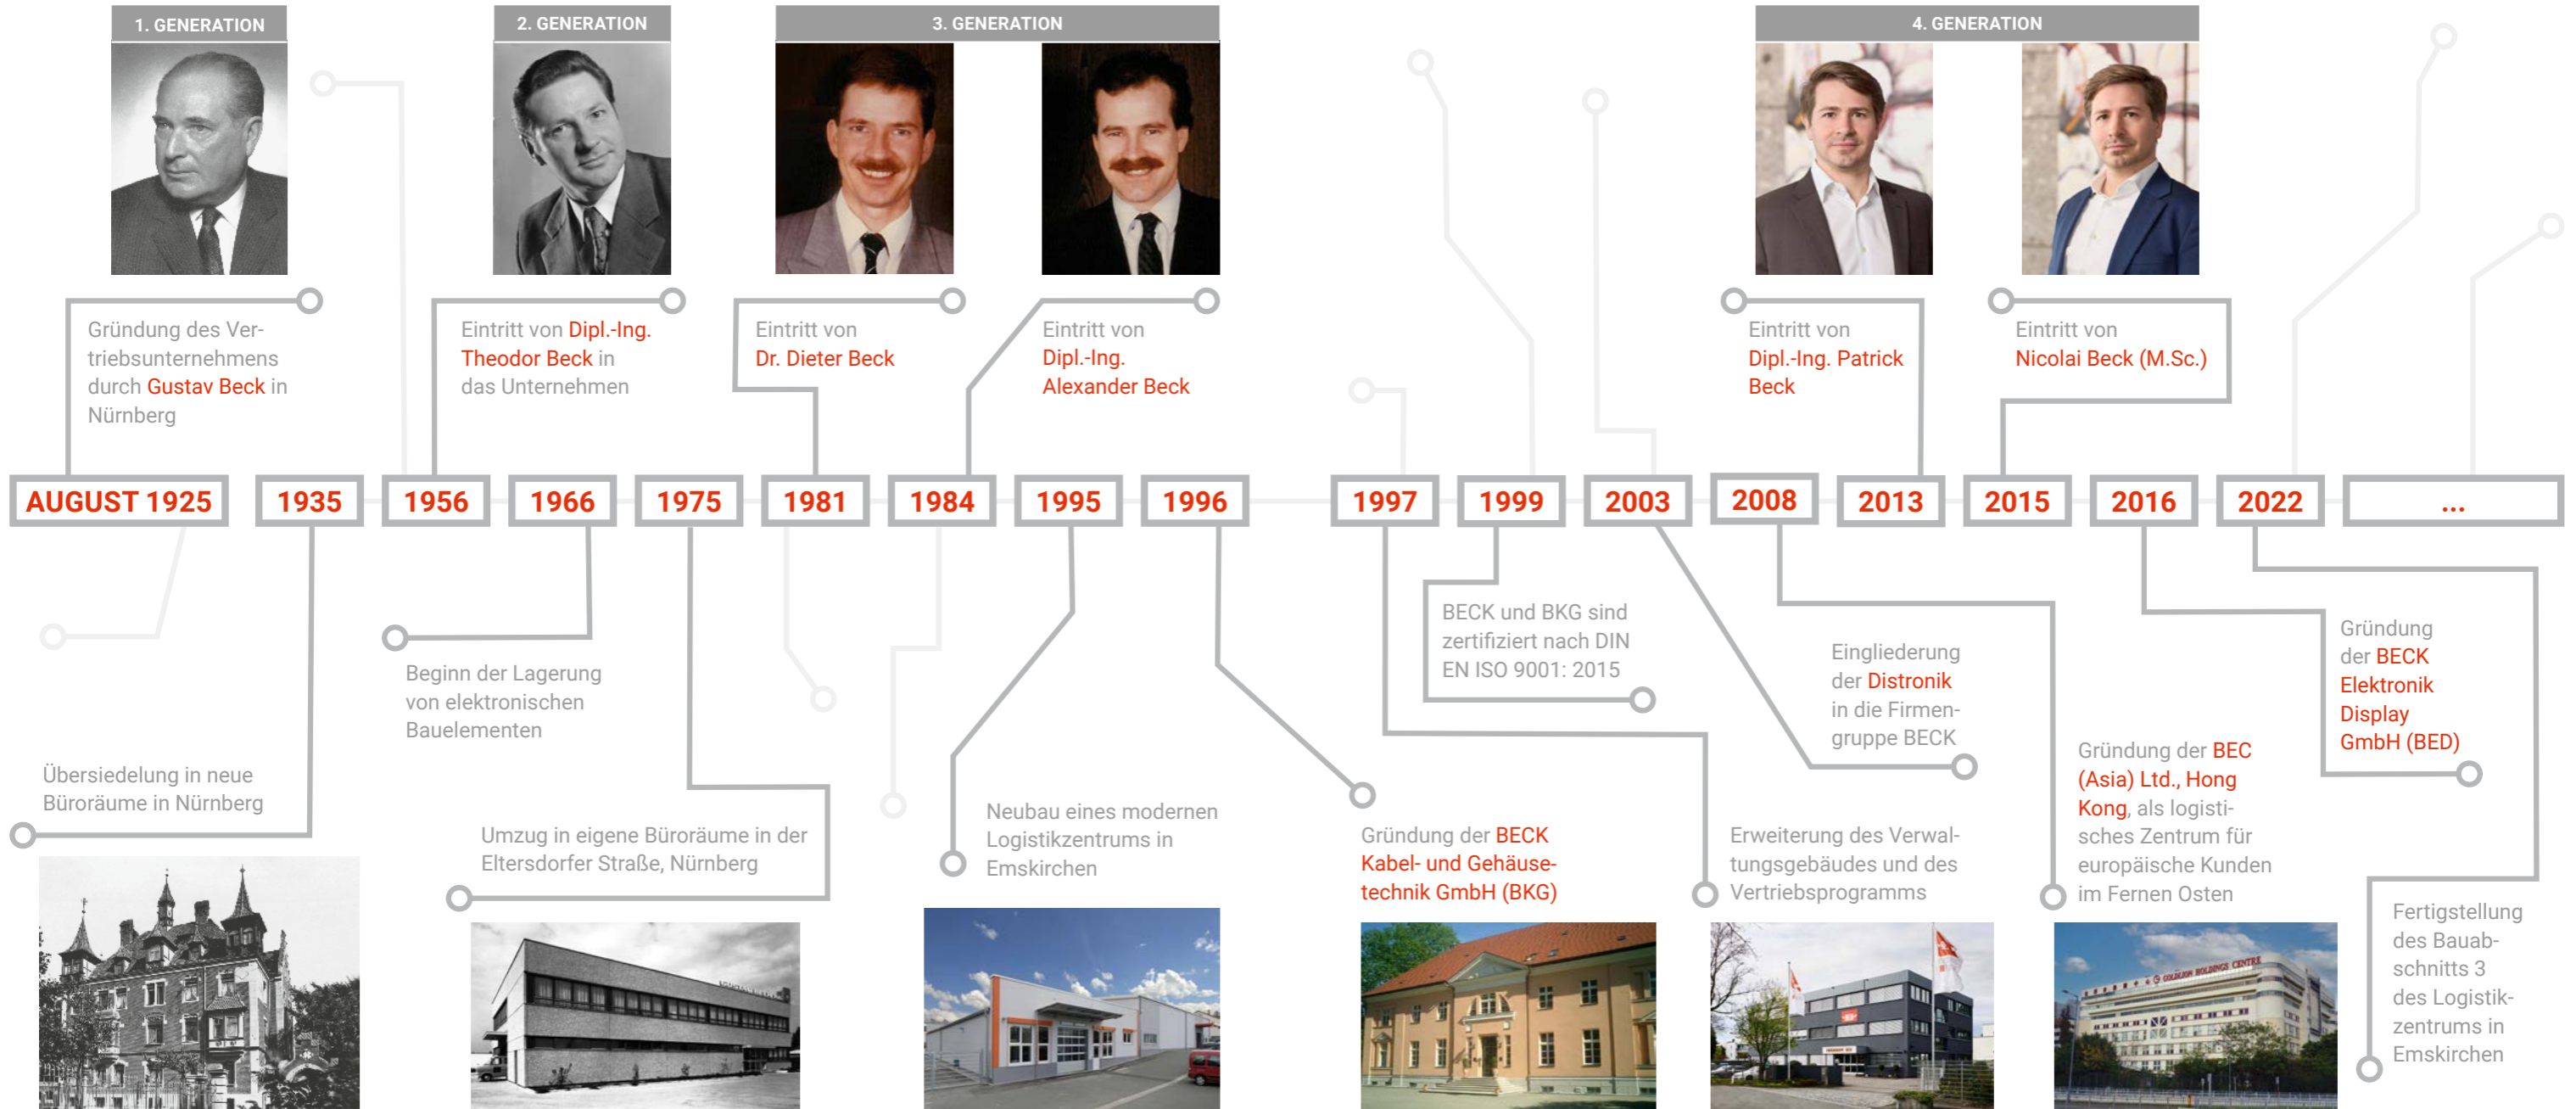 1. GENERATION
2. GENERATION
3. GENERATION
4. GENERATION
Gründung des Ver-
triebsunternehmens
durch Gustav Beck in
Nürnberg
Eintritt von Dipl.-Ing.
Theodor Beck in
das Unternehmen
Eintritt von
Dr. Dieter Beck
Eintritt von
Dipl.-Ing.
Alexander Beck
Eintritt von
Dipl.-Ing. Patrick
Beck
Eintritt von
Nicolai Beck (M.Sc.)
AUGUST 1925
1935
1956
1966
1975
1981
1984
1995
1996
1997
1999
2003
2008
2013
2015
2016
2022
...
Übersiedelung in neue
Büroräume in Nürnberg
Beginn der Lagerung
von elektronischen
Bauelementen
Umzug in eigene Büroräume in der
Eltersdorfer Straße, Nürnberg
Neubau eines modernen
Logistikzentrums in
Emskirchen
Gründung der BECK
Kabel- und Gehäuse-
technik GmbH (BKG)
BECK und BKG sind
zertifiziert nach DIN
EN ISO 9001: 2015
Erweiterung des Verwal-
tungsgebäudes und des
Vertriebsprogramms
Eingliederung
der Distronik
in die Firmen-
gruppe BECK
Gründung der BEC
(Asia) Ltd., Hong
Kong, als logisti-
sches Zentrum für
europäische Kunden
im Fernen Osten
Gründung
der BECK
Elektronik
Display
GmbH (BED)
Fertigstellung
des Bauab-
schnitts 3
des Logistik-
zentrums in
Emskirchen
GOLDLION HOLDINGS CENTRE